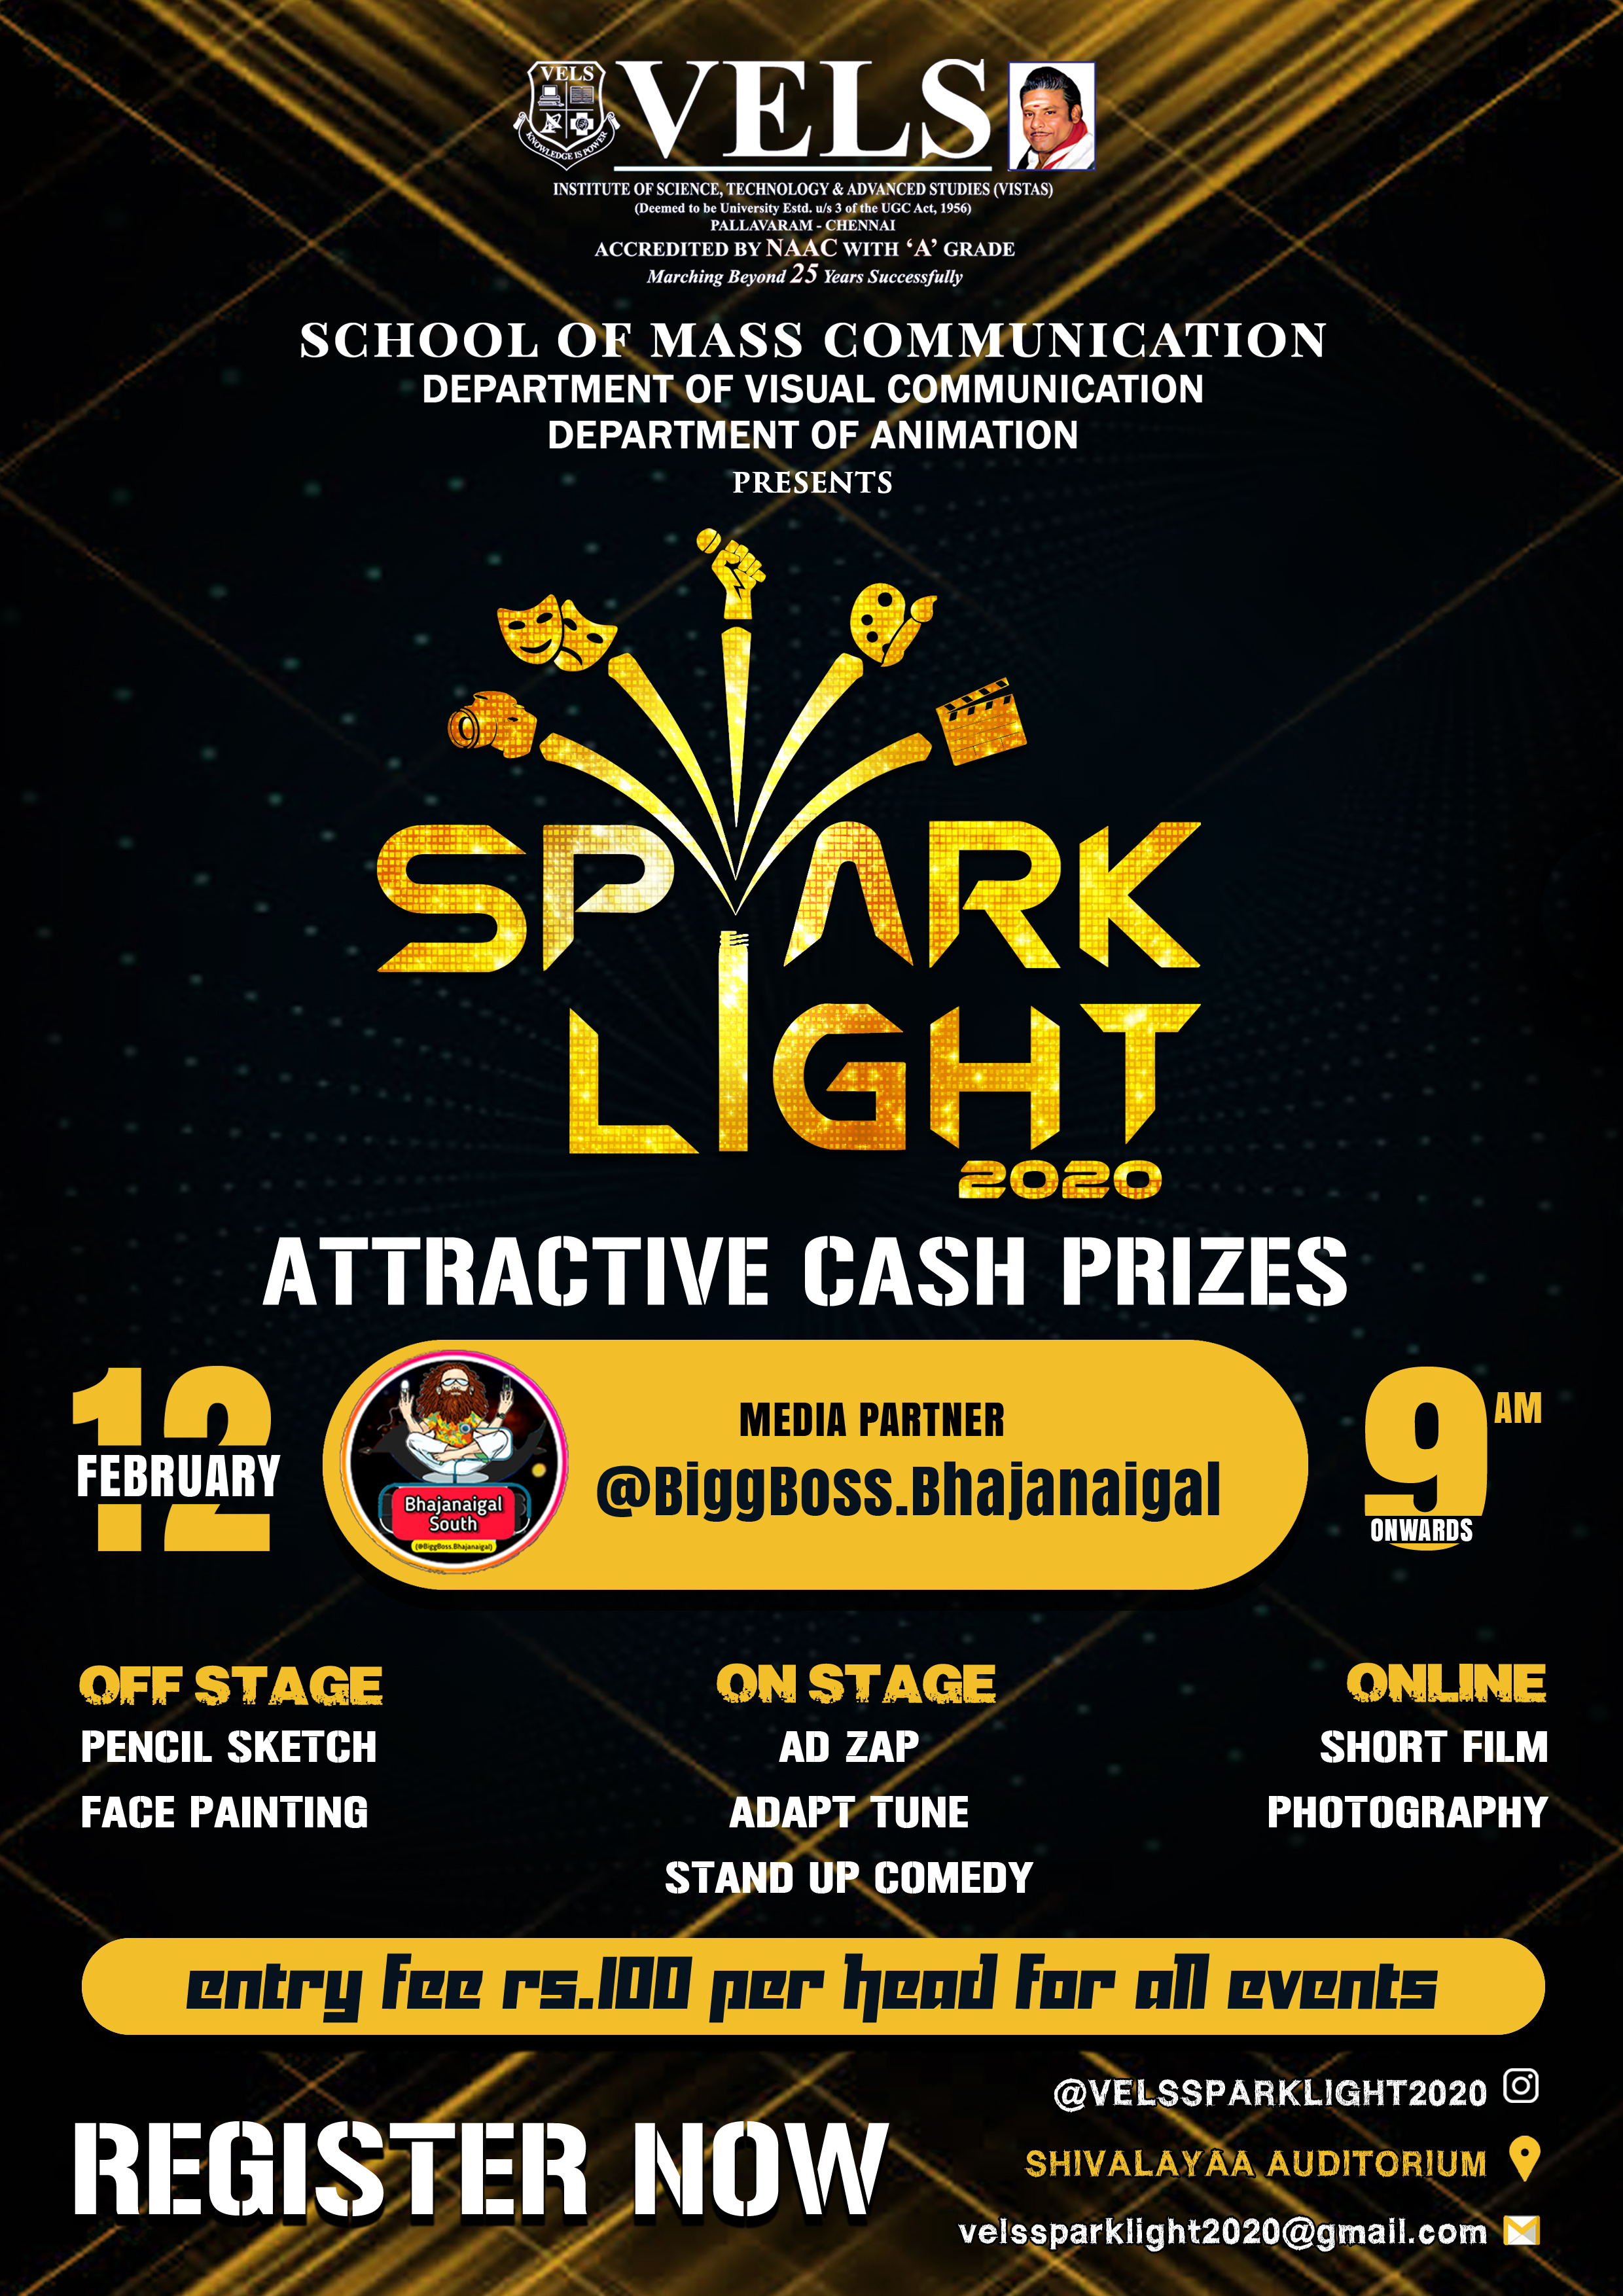 VELS
KNOWLEDGE IS POWER
VELS
INSTITUTE OF SCIENCE, TECHNOLOGY & ADVANCED STUDIES (VISTAS)
(Deemed to be University Estd. u/s 3 of the UGC Act, 1956)
PALLAVARAM - CHENNAI
ACCREDITED BY NAAC WITH ‘A’ GRADE
Marching Beyond 25 Years Successfully
SCHOOL OF MASS COMMUNICATION
DEPARTMENT OF VISUAL COMMUNICATION
DEPARTMENT OF ANIMATION
PRESENTS
SPARK
LIGHT
2020
ATTRACTIVE CASH PRIZES
12
FEBRUARY
Bhajanaigal
South
(@BiggBoss.Bhajanaigal)
MEDIA PARTNER
@BiggBoss.Bhajanaigal
9 AM
ONWARDS
OFF STAGE
PENCIL SKETCH
FACE PAINTING
ON STAGE
AD ZAP
ADAPT TUNE
STAND UP COMEDY
ONLINE
SHORT FILM
PHOTOGRAPHY
entry fee rs.100 per head for all events
REGISTER NOW
@VELSSPARKLIGHT2020
SHIVALAYAA AUDITORIUM
velssparklight2020@gmail.com